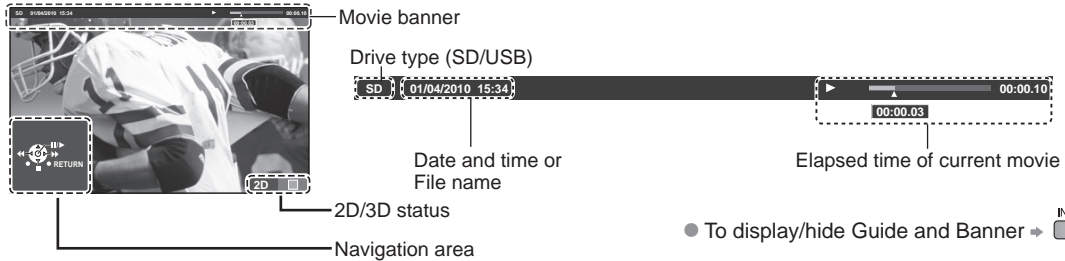 SD 01/04/2010 15:34 00:00.10
00:00.03
Movie banner
Drive type (SD/USB)
SD 01/04/2010 15:34 00:00.10
00:00.03
RETURN
2D
Date and time or
File name
Elapsed time of current movie
2D/3D status
Navigation area
● To display/hide Guide and Banner